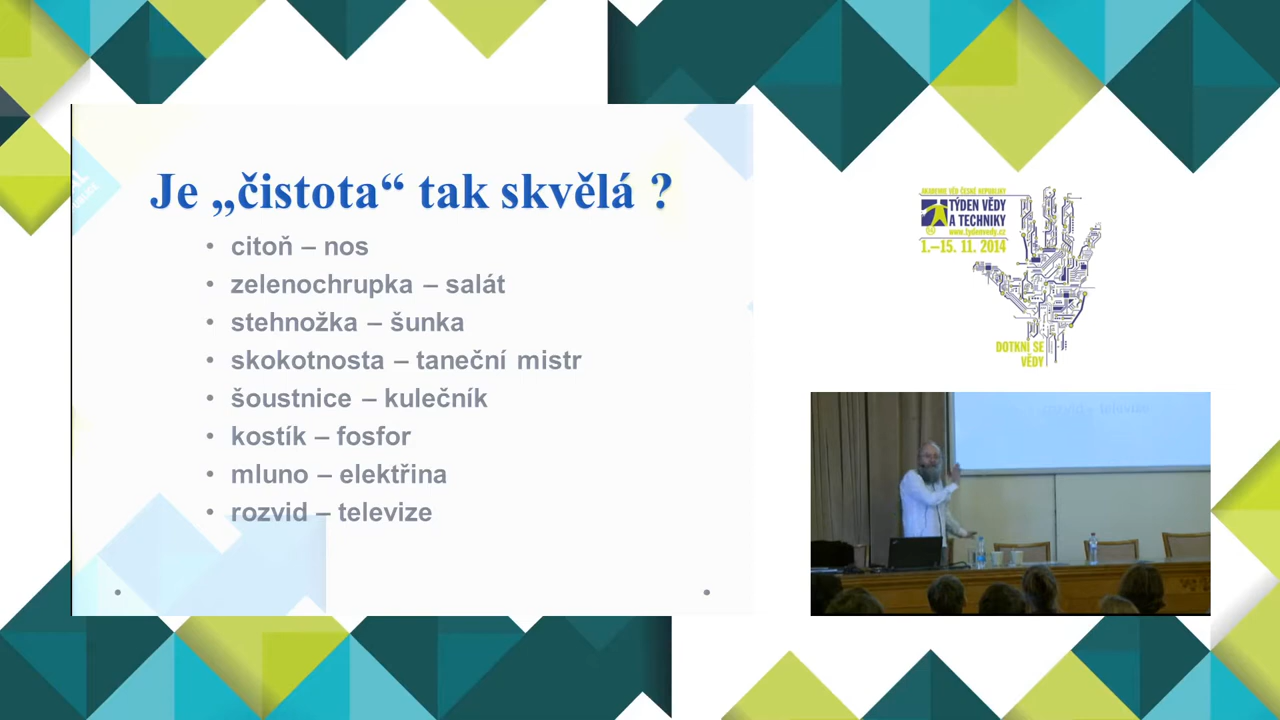 Je „čistota“ tak skvělá ?
• citoň – nos
• zelenochrupka – salát
• stehnožka – šunka
• skokotnosta – taneční mistr
• šoustnice – kulečník
• kostík – fosfor
• mluno – elektřina
• rozvid – televize
AKADEMIE VĚD ČESKÉ REPUBLIKY
TÝDEN VĚDY
A TECHNIKY
www.tydenvedy.cz
1.–15. 11. 2014
DOTKNI SE
VĚDY
rozvid – televize